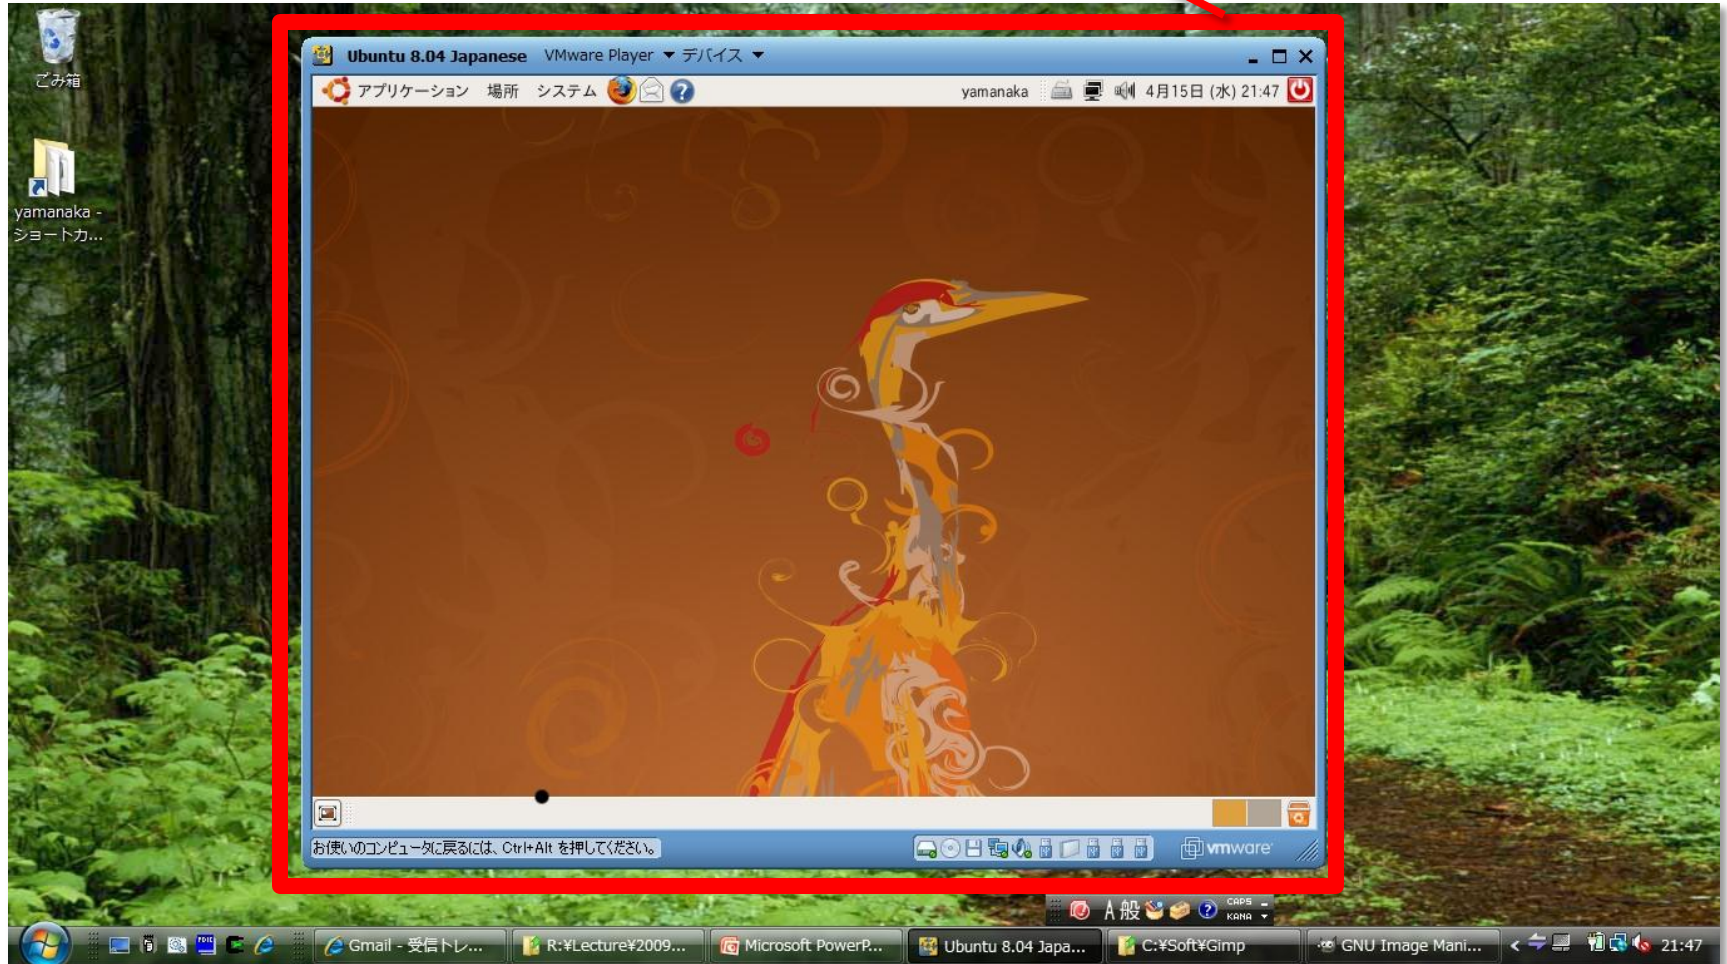 ごみ箱
yamanaka -
ショートカ...
Ubuntu 8.04 Japanese VMware Player デバイス
アプリケーション 場所 システム
yamanaka 4月15日 (水) 21:47
お使いのコンピュータに戻るには、Ctrl+Alt を押してください。
vmware
A 般 CAPS
KANA
Gmail - 受信トレ...
R:¥Lecture¥2009...
Microsoft PowerP...
Ubuntu 8.04 Japa...
C:¥Soft¥Gimp
GNU Image Mani...
21:47